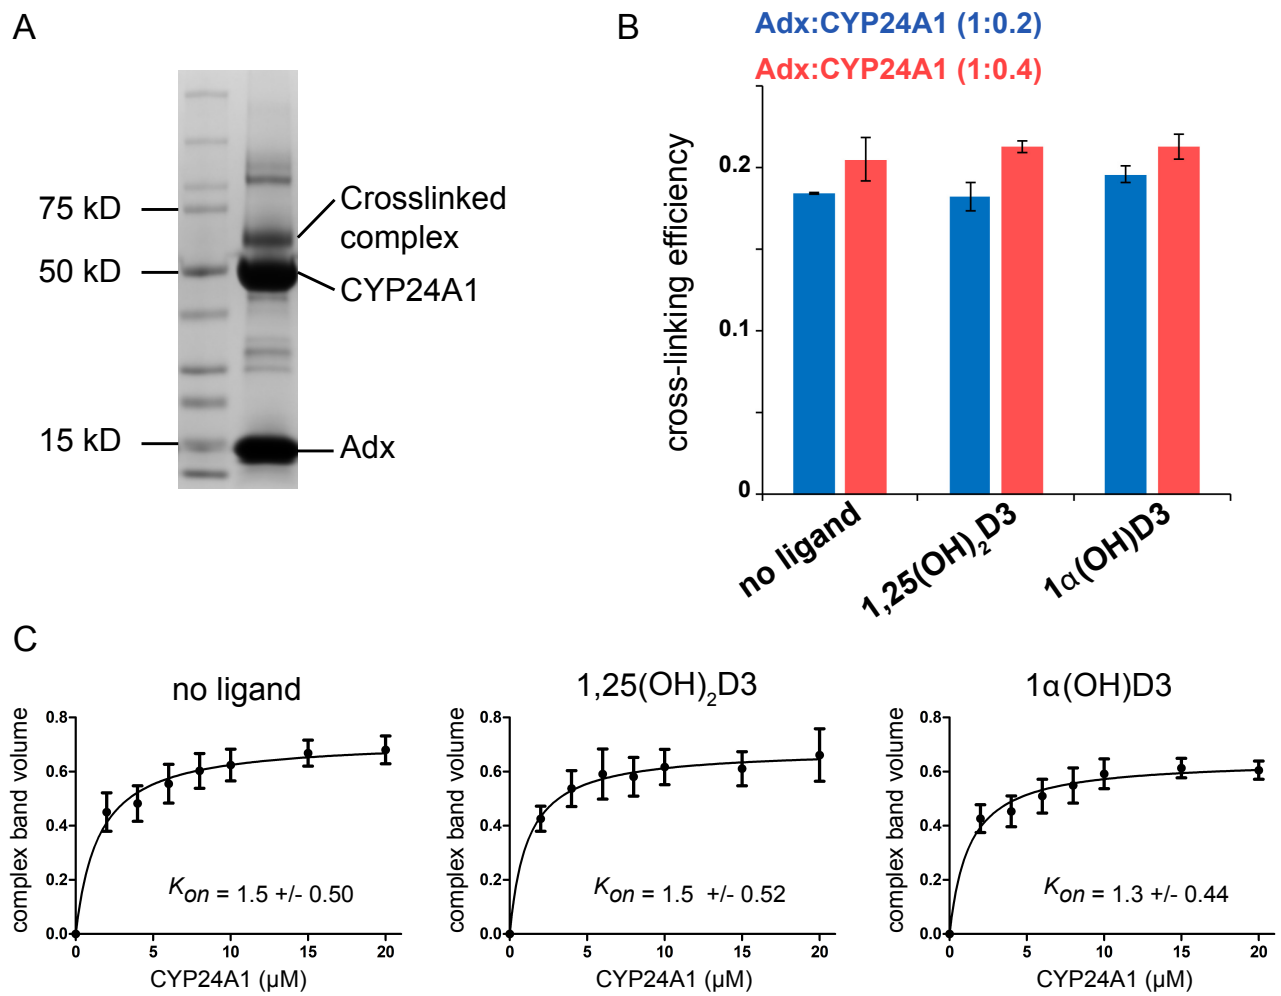 A
75 kD
50 kD
15 kD
Crosslinked
complex
CYP24A1
Adx
B
Adx:CYP24A1 (1:0.2)
Adx:CYP24A1 (1:0.4)
cross-linking efficiency
0.2
0.1
0
no ligand
1,25(OH)₂D3
1α(OH)D3
C
no ligand
complex band volume
0.8
0.6
0.4
0.2
0.0
Kon = 1.5 +/- 0.50
0 5 10 15 20
CYP24A1 (µM)
1,25(OH)₂D3
complex band volume
0.8
0.6
0.4
0.2
0.0
Kon = 1.5 +/- 0.52
0 5 10 15 20
CYP24A1 (µM)
1α(OH)D3
complex band volume
0.8
0.6
0.4
0.2
0.0
Kon = 1.3 +/- 0.44
0 5 10 15 20
CYP24A1 (µM)